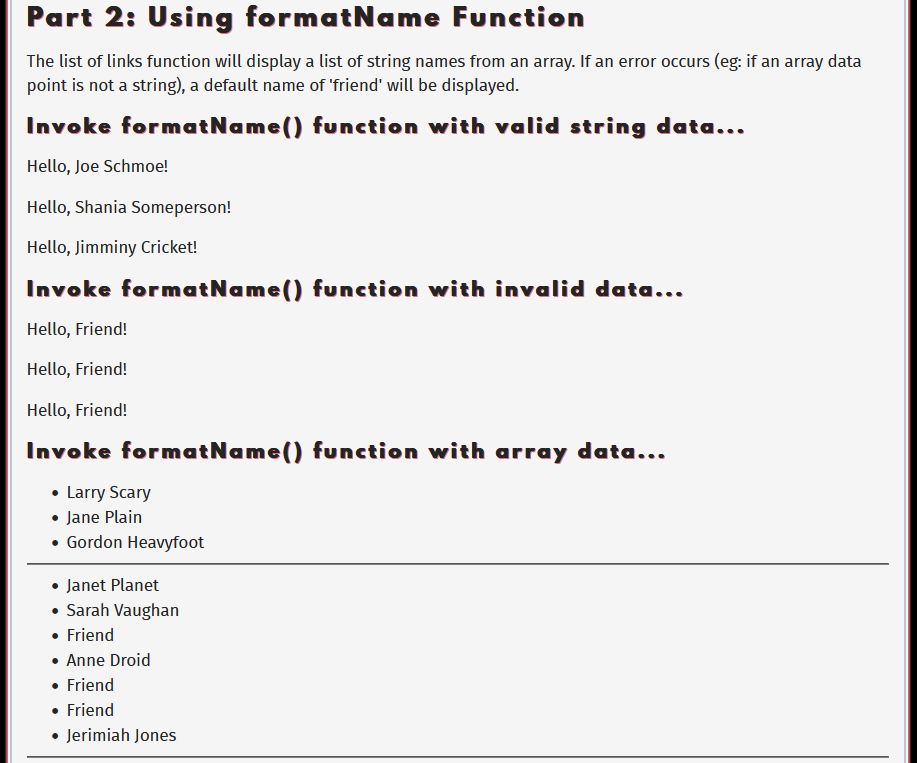 Part 2: Using formatName Function
The list of links function will display a list of string names from an array. If an error occurs (eg: if an array data
point is not a string), a default name of 'friend' will be displayed.
Invoke formatName() function with valid string data...
Hello, Joe Schmoe!
Hello, Shania Someperson!
Hello, Jimminy Cricket!
Invoke formatName() function with invalid data...
Hello, Friend!
Hello, Friend!
Hello, Friend!
Invoke formatName() function with array data...
• Larry Scary
• Jane Plain
• Gordon Heavyfoot
• Janet Planet
• Sarah Vaughan
• Friend
• Anne Droid
• Friend
• Friend
• Jerimiah Jones